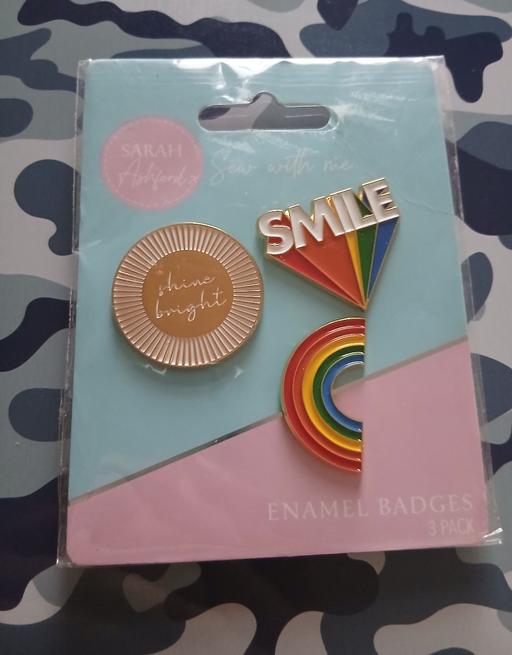 SARAH
Ashford
Sew with me
SMILE
shine
bright
ENAMEL BADGES
3 PACK